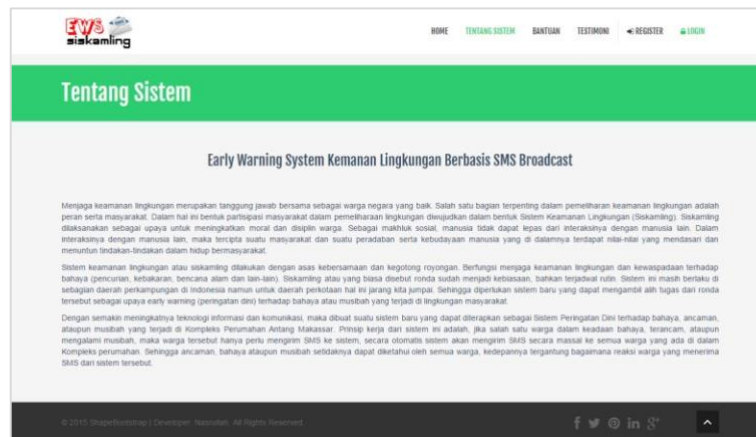 EWS
siskamling
HOME TENTANG SISTEM BANTUAN TESTIMONI REGISTER LOGIN
Tentang Sistem
Early Warning System Kemanan Lingkungan Berbasis SMS Broadcast
Menjaga keamanan lingkungan merupakan tanggung jawab bersama sebagai warga negara yang baik. Salah satu bagian terpenting dalam pemeliharan keamanan lingkungan adalah
peran serta masyarakat. Dalam hal ini bentuk partisipasi masyarakat dalam pemeliharaan lingkungan diwujudkan dalam bentuk Sistem Keamanan Lingkungan (Siskamling). Siskamling
dilaksanakan sebagai upaya untuk meningkatkan moral dan disiplin warga. Sebagai makhluk sosial, manusia tidak dapat lepas dari interaksinya dengan manusia lain. Dalam
interaksinya dengan manusia lain, maka tercipta suatu masyarakat dan suatu peradaban serta kebudayaan manusia yang di dalamnya terdapat nilai-nilai yang mendasari dan
menuntun tindakan-tindakan dalam hidup bermasyarakat.
Sistem keamanan lingkungan atau siskamling dilakukan dengan asas kebersamaan dan kegotong royongan. Berfungsi menjaga keamanan lingkungan dan kewaspadaan terhadap
bahaya (pencurian, kebakaran, bencana alam dan lain-lain). Siskamling atau yang biasa disebut ronda sudah menjadi kebiasaan, bahkan terjadwal rutin. Sistem ini masih berlaku di
sebagian daerah perkampungan di Indonesia namun untuk daerah perkotaan hal ini jarang kita jumpai. Sehingga diperlukan sistem baru yang dapat mengambil alih tugas dari ronda
tersebut sebagai upaya early warning (peringatan dini) terhadap bahaya atau musibah yang terjadi di lingkungan masyarakat.
Dengan semakin meningkatnya teknologi informasi dan komunikasi, maka dibuat suatu sistem baru yang dapat diterapkan sebagai Sistem Peringatan Dini terhadap bahaya, ancaman,
ataupun musibah yang terjadi di Kompleks Perumahan Antang Makassar. Prinsip kerja dari sistem ini adalah, jika salah satu warga dalam keadaan bahaya, terancam, ataupun
mengalami musibah, maka warga tersebut hanya perlu mengirim SMS ke sistem, secara otomatis sistem akan mengirim SMS secara massal ke semua warga yang ada di dalam
Kompleks perumahan. Sehingga ancaman, bahaya ataupun musibah setidaknya dapat diketahui oleh semua warga, kedepannya tergantung bagaimana reaksi warga yang menerima
SMS dari sistem tersebut.
© 2015 ShapeBootstrap | Developer. Nasrullah. All Rights Reserved.